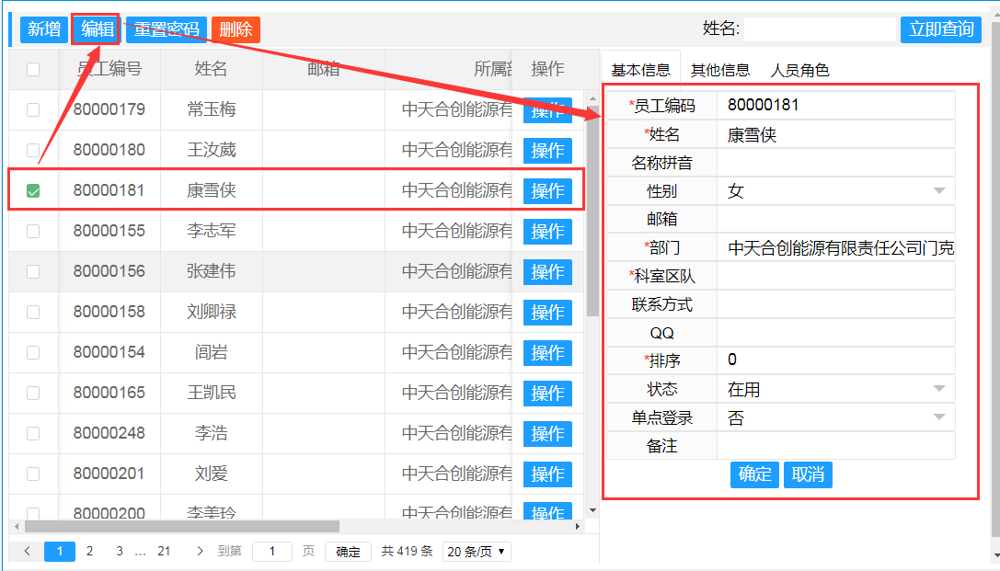 新增 编辑 重置密码 删除 姓名: 立即查询
员工编号 姓名 邮箱 所属部 操作
80000179 常玉梅 中天合创能源有 操作
80000180 王汝葳 中天合创能源有 操作
80000181 康雪侠 中天合创能源有 操作
80000155 李志军 中天合创能源有 操作
80000156 张建伟 中天合创能源有 操作
80000158 刘卿禄 中天合创能源有 操作
80000154 闾岩 中天合创能源有 操作
80000165 王凯民 中天合创能源有 操作
80000248 李浩 中天合创能源有 操作
80000201 刘爱 中天合创能源有 操作
80000200 李美玲 中天合创能源有 操作
1 2 3 ... 21 到第 1 页 确定 共 419 条 20 条/页
基本信息 其他信息 人员角色
*员工编码 80000181
*姓名 康雪侠
名称拼音
性别 女
邮箱
*部门 中天合创能源有限责任公司门克
*科室区队
联系方式
QQ
*排序 0
状态 在用
单点登录 否
备注
确定 取消